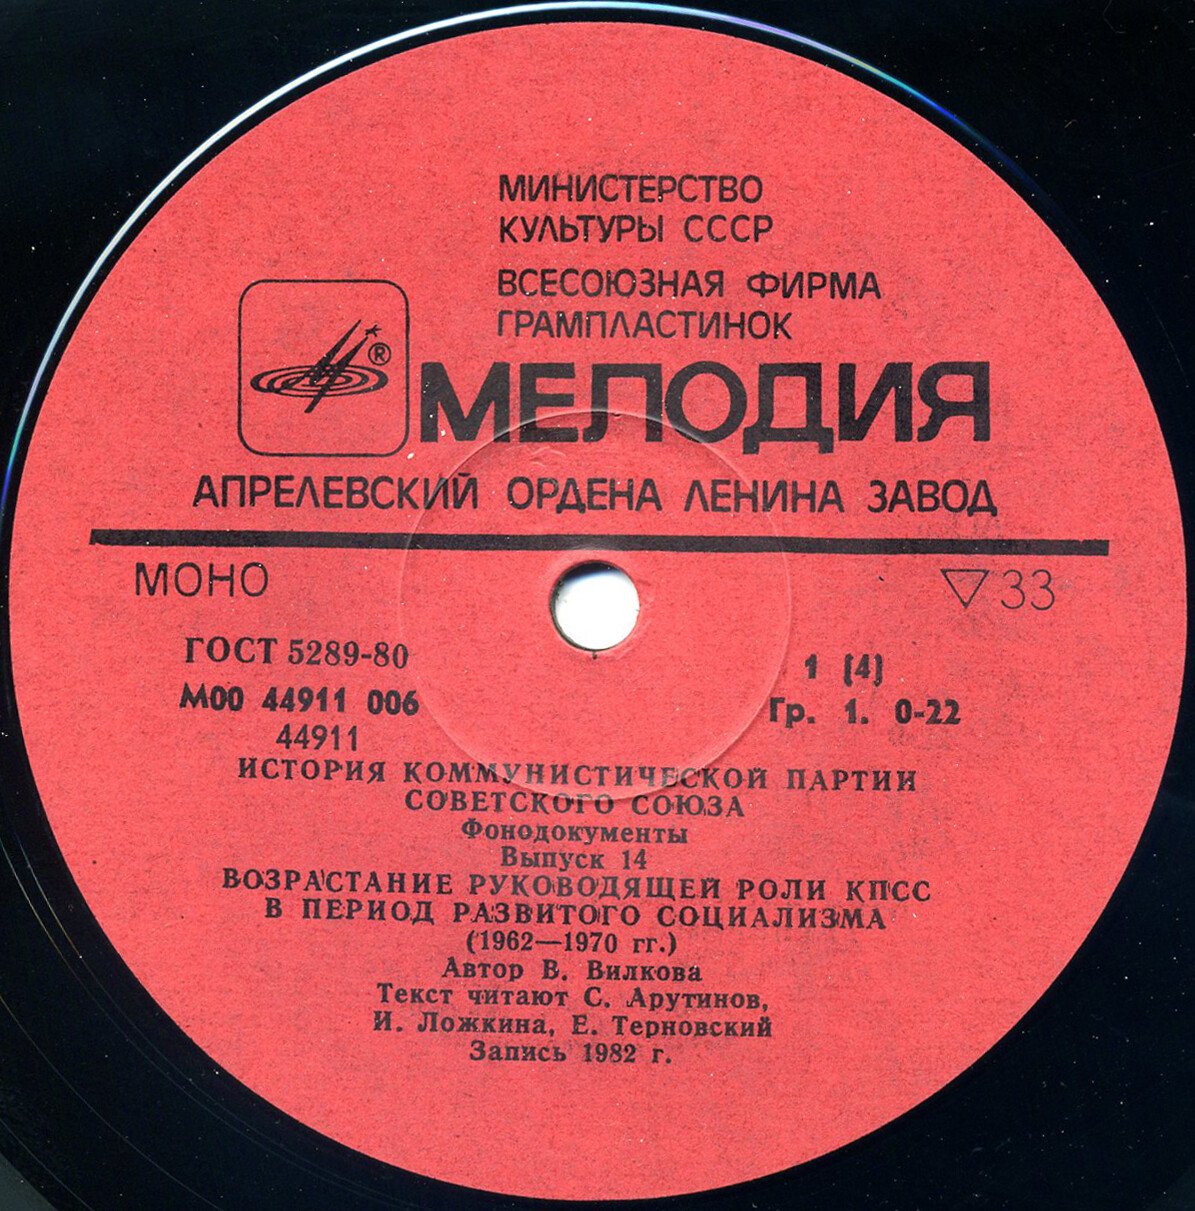 МИНИСТЕРСТВО
КУЛЬТУРЫ СССР
ВСЕСОЮЗНАЯ ФИРМА
ГРАМПЛАСТИНОК
®
МЕЛОДИЯ
АПРЕЛЕВСКИЙ ОРДЕНА ЛЕНИНА ЗАВОД
МОНО
▽33
ГОСТ 5289-80
1 (4)
М00 44911 006
Гр. 1. 0-22
44911
ИСТОРИЯ КОММУНИСТИЧЕСКОЙ ПАРТИИ
СОВЕТСКОГО СОЮЗА
Фонодокументы
Выпуск 14
ВОЗРАСТАНИЕ РУКОВОДЯЩЕЙ РОЛИ КПСС
В ПЕРИОД РАЗВИТОГО СОЦИАЛИЗМА
(1962—1970 гг.)
Автор В. Вилкова
Текст читают С. Арутинов,
И. Ложкина, Е. Терновский
Запись 1982 г.